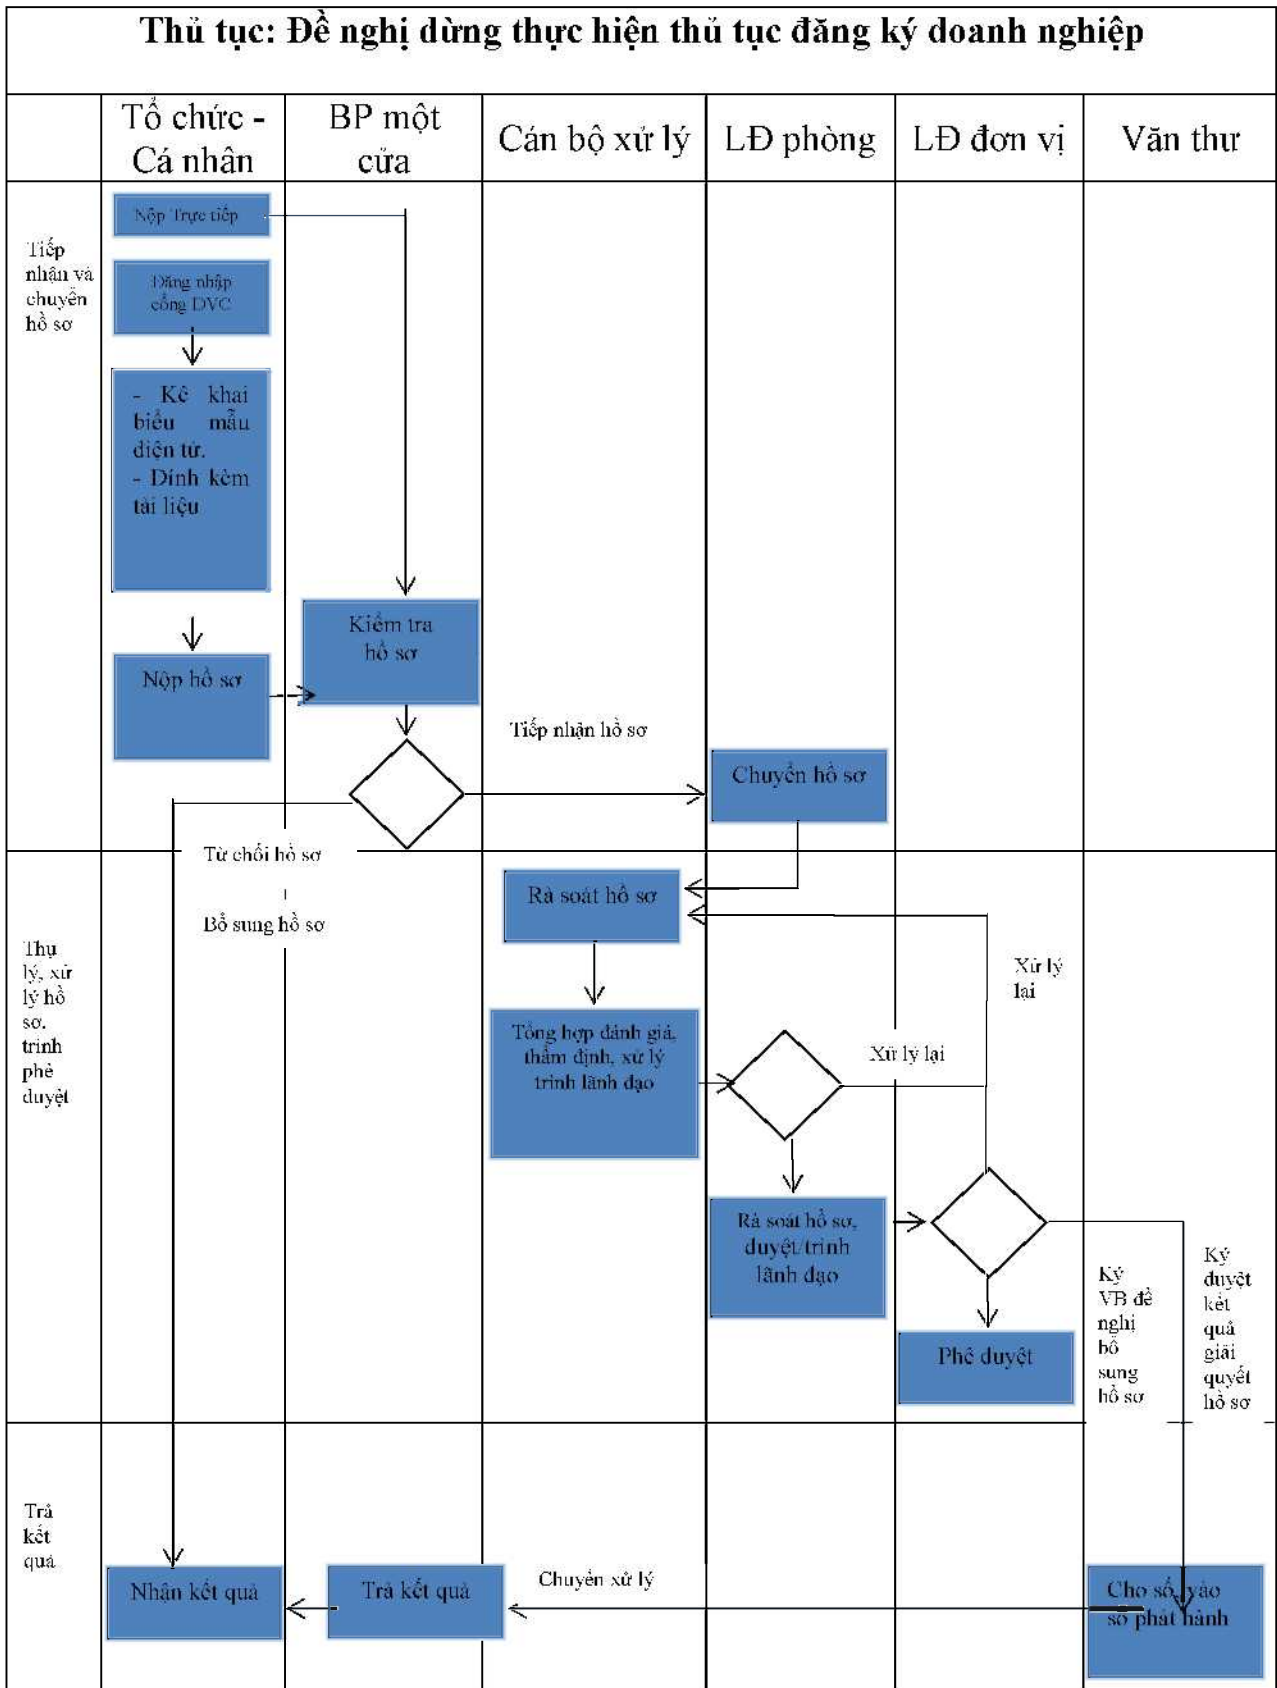 Thủ tục: Đề nghị dừng thực hiện thủ tục đăng ký doanh nghiệp
Tổ chức -
Cá nhân
BP một
cửa
Cán bộ xử lý
LĐ phòng
LĐ đơn vị
Văn thư
Tiếp
nhận và
chuyển
hồ sơ
Nộp Trực tiếp
Đăng nhập
cổng DVC
- Kê khai
biểu mẫu
điện tử.
- Đính kèm
tài liệu
Nộp hồ sơ
Kiểm tra
hồ sơ
Tiếp nhận hồ sơ
Chuyển hồ sơ
Từ chối hồ sơ
Bổ sung hồ sơ
Thụ
lý, xử
lý hồ
sơ.
trình
phê
duyệt
Rà soát hồ sơ
Tổng hợp đánh giá,
thẩm định, xử lý
trình lãnh đạo
Xử lý lại
Xử lý
lại
Rà soát hồ sơ,
duyệt/trình
lãnh đạo
Phê duyệt
Ký
VB đề
nghị
bổ
sung
hồ sơ
Ký
duyệt
kết
quả
giải
quyết
hồ sơ
Trả
kết
quả
Nhận kết quả
Trả kết quả
Chuyển xử lý
Cho số, vào
sổ phát hành